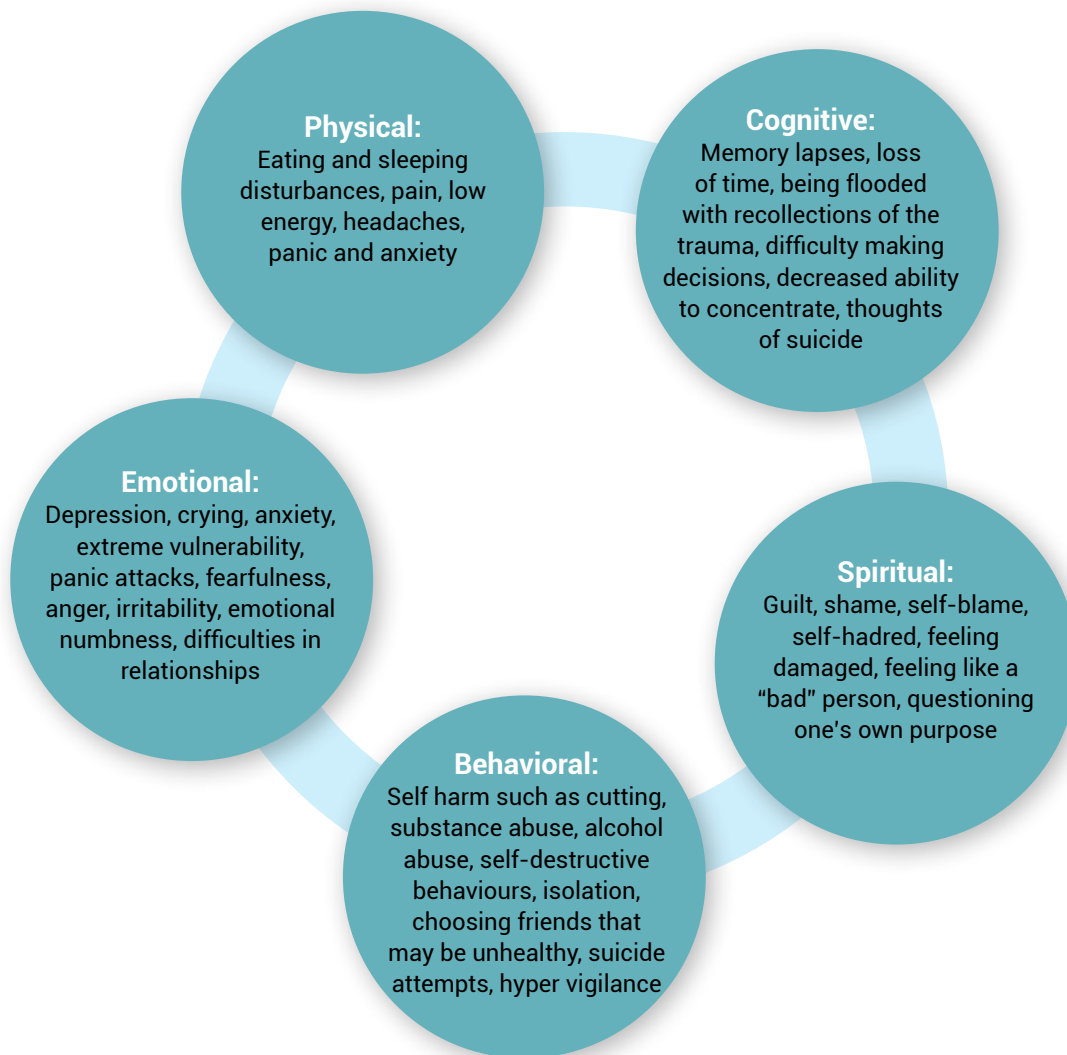 Physical:
Eating and sleeping
disturbances, pain, low
energy, headaches,
panic and anxiety
Cognitive:
Memory lapses, loss
of time, being flooded
with recollections of the
trauma, difficulty making
decisions, decreased ability
to concentrate, thoughts
of suicide
Emotional:
Depression, crying, anxiety,
extreme vulnerability,
panic attacks, fearfulness,
anger, irritability, emotional
numbness, difficulties in
relationships
Spiritual:
Guilt, shame, self-blame,
self-hadred, feeling
damaged, feeling like a
“bad” person, questioning
one's own purpose
Behavioral:
Self harm such as cutting,
substance abuse, alcohol
abuse, self-destructive
behaviours, isolation,
choosing friends that
may be unhealthy, suicide
attempts, hyper vigilance